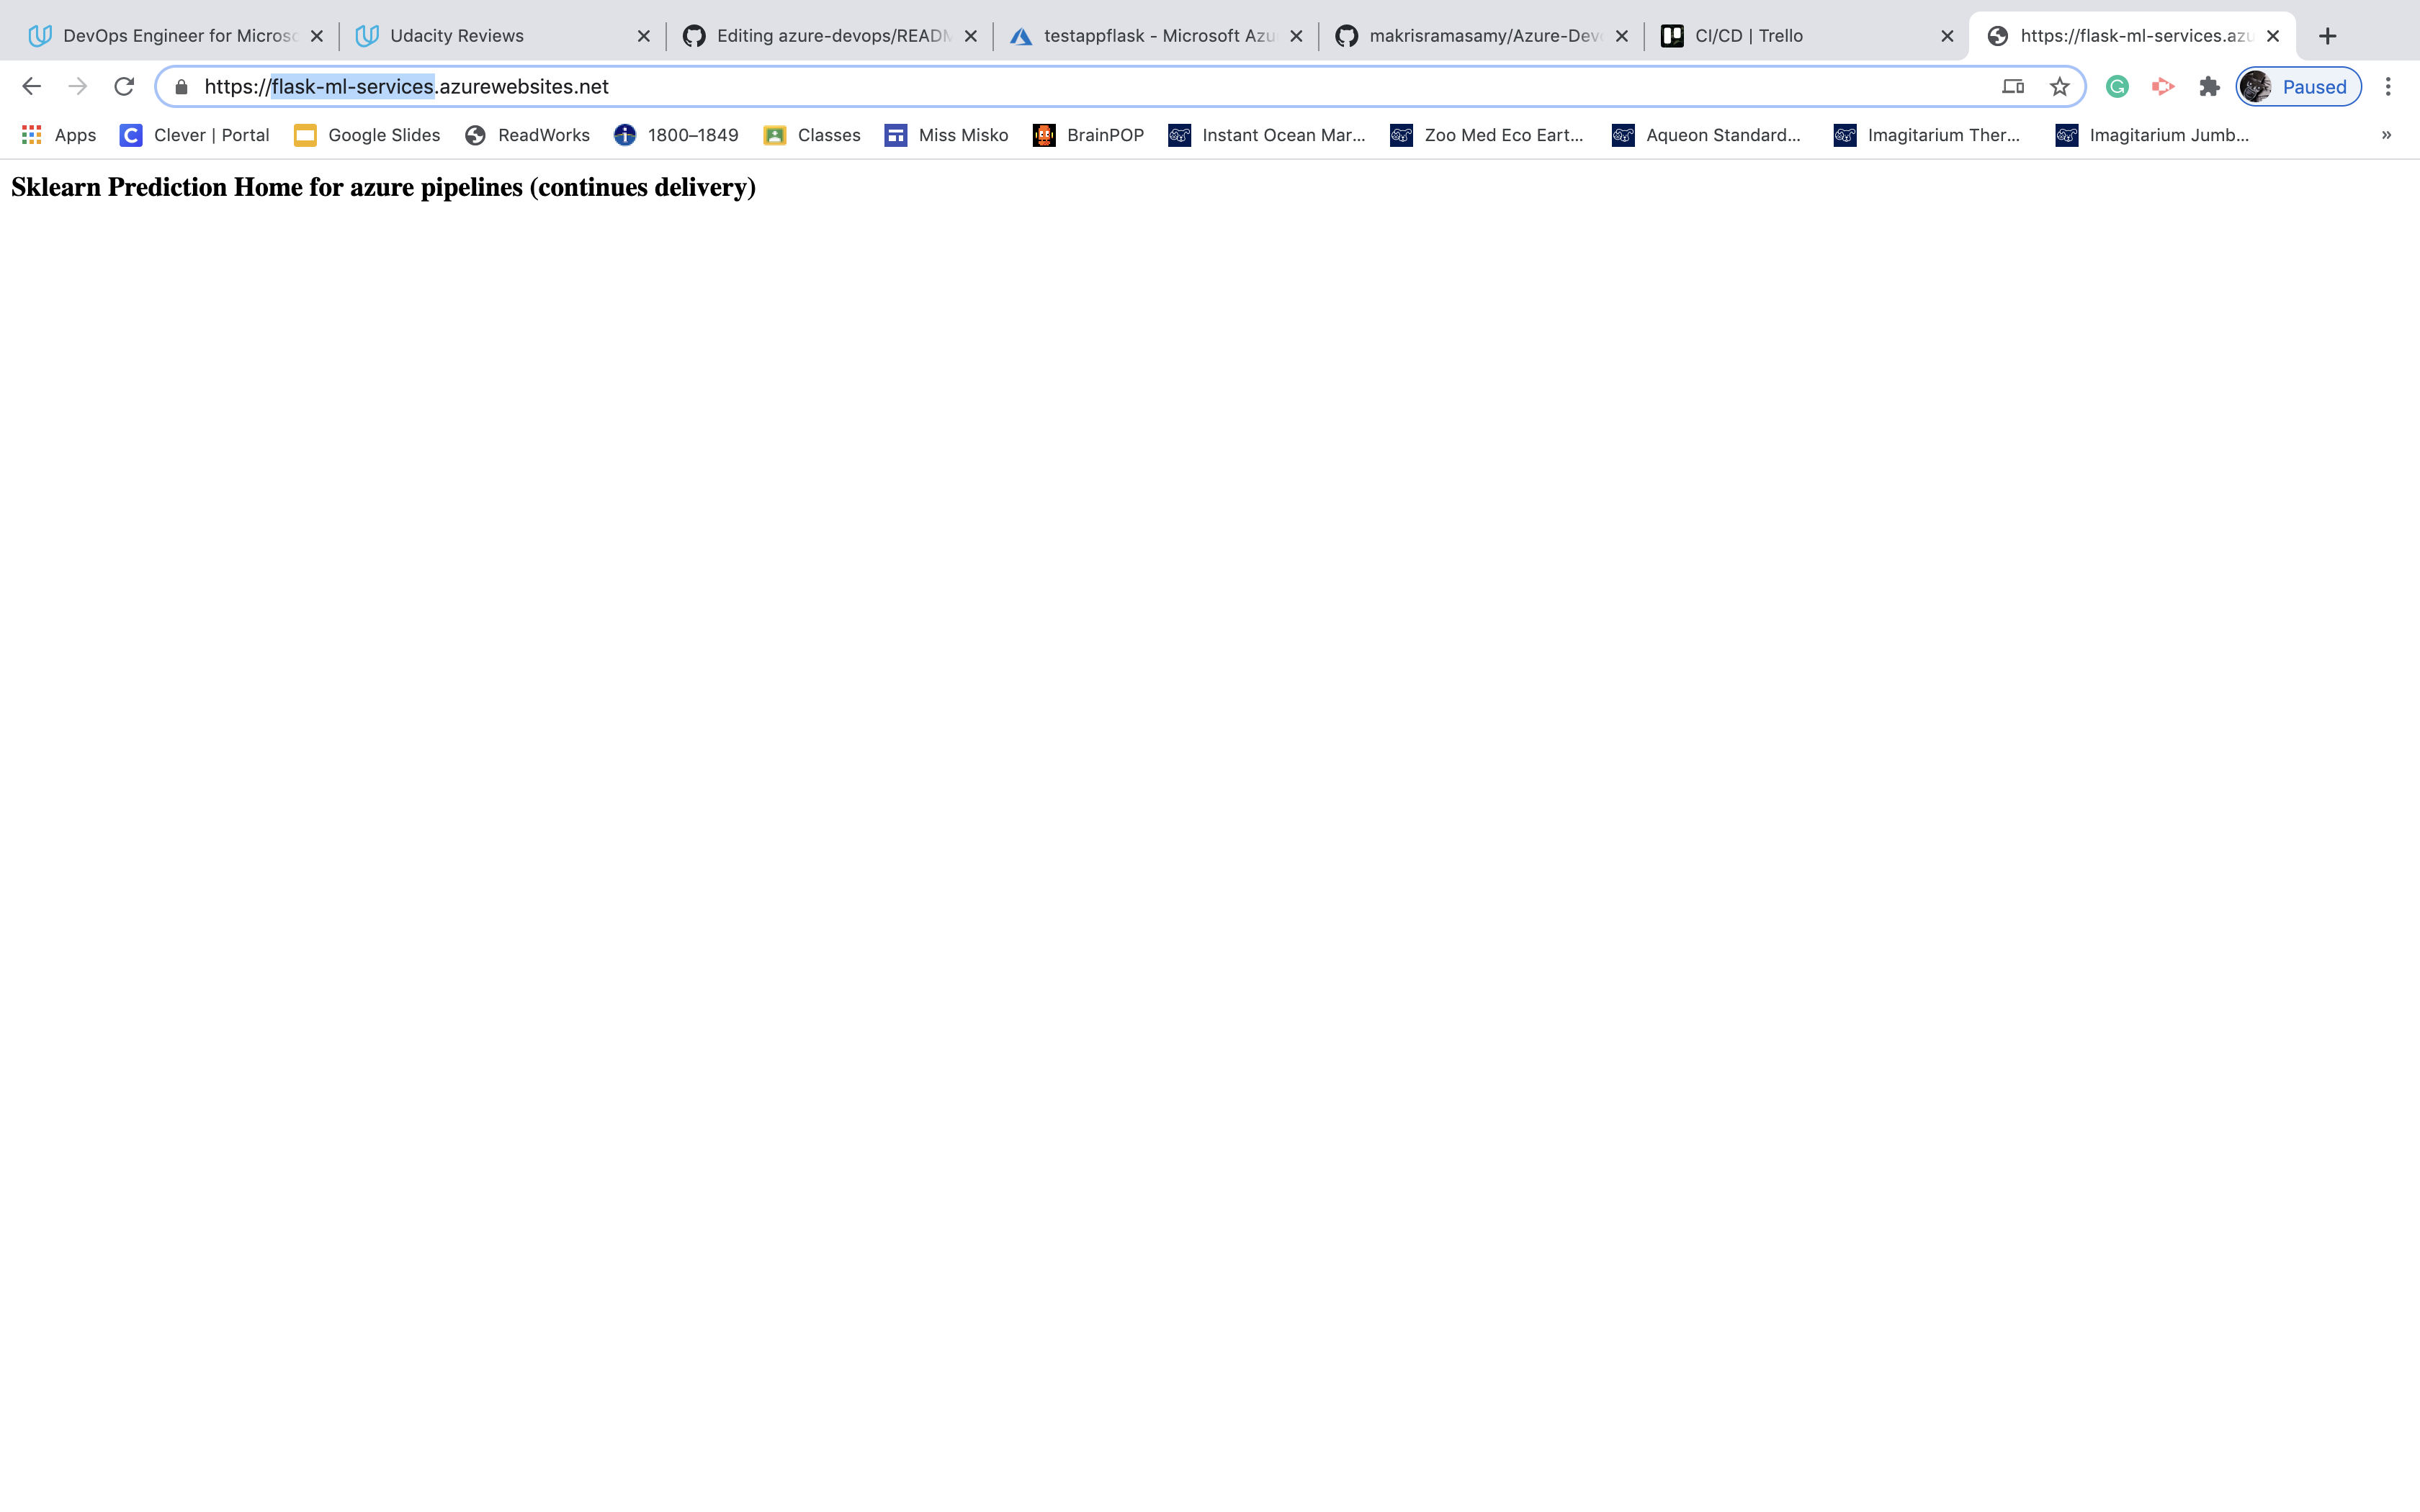 DevOps Engineer for Micros
Udacity Reviews
Editing azure-devops/READ
testappflask - Microsoft Azu
makrisramasamy/Azure-Dev
CI/CD | Trello
https://flask-ml-services.azu
https://flask-ml-services.azurewebsites.net
Paused
Apps
Clever | Portal
Google Slides
ReadWorks
1800–1849
Classes
Miss Misko
BrainPOP
Instant Ocean Mar...
Zoo Med Eco Eart...
Aqueon Standard...
Imagitarium Ther...
Imagitarium Jumb...
»
Sklearn Prediction Home for azure pipelines (continues delivery)